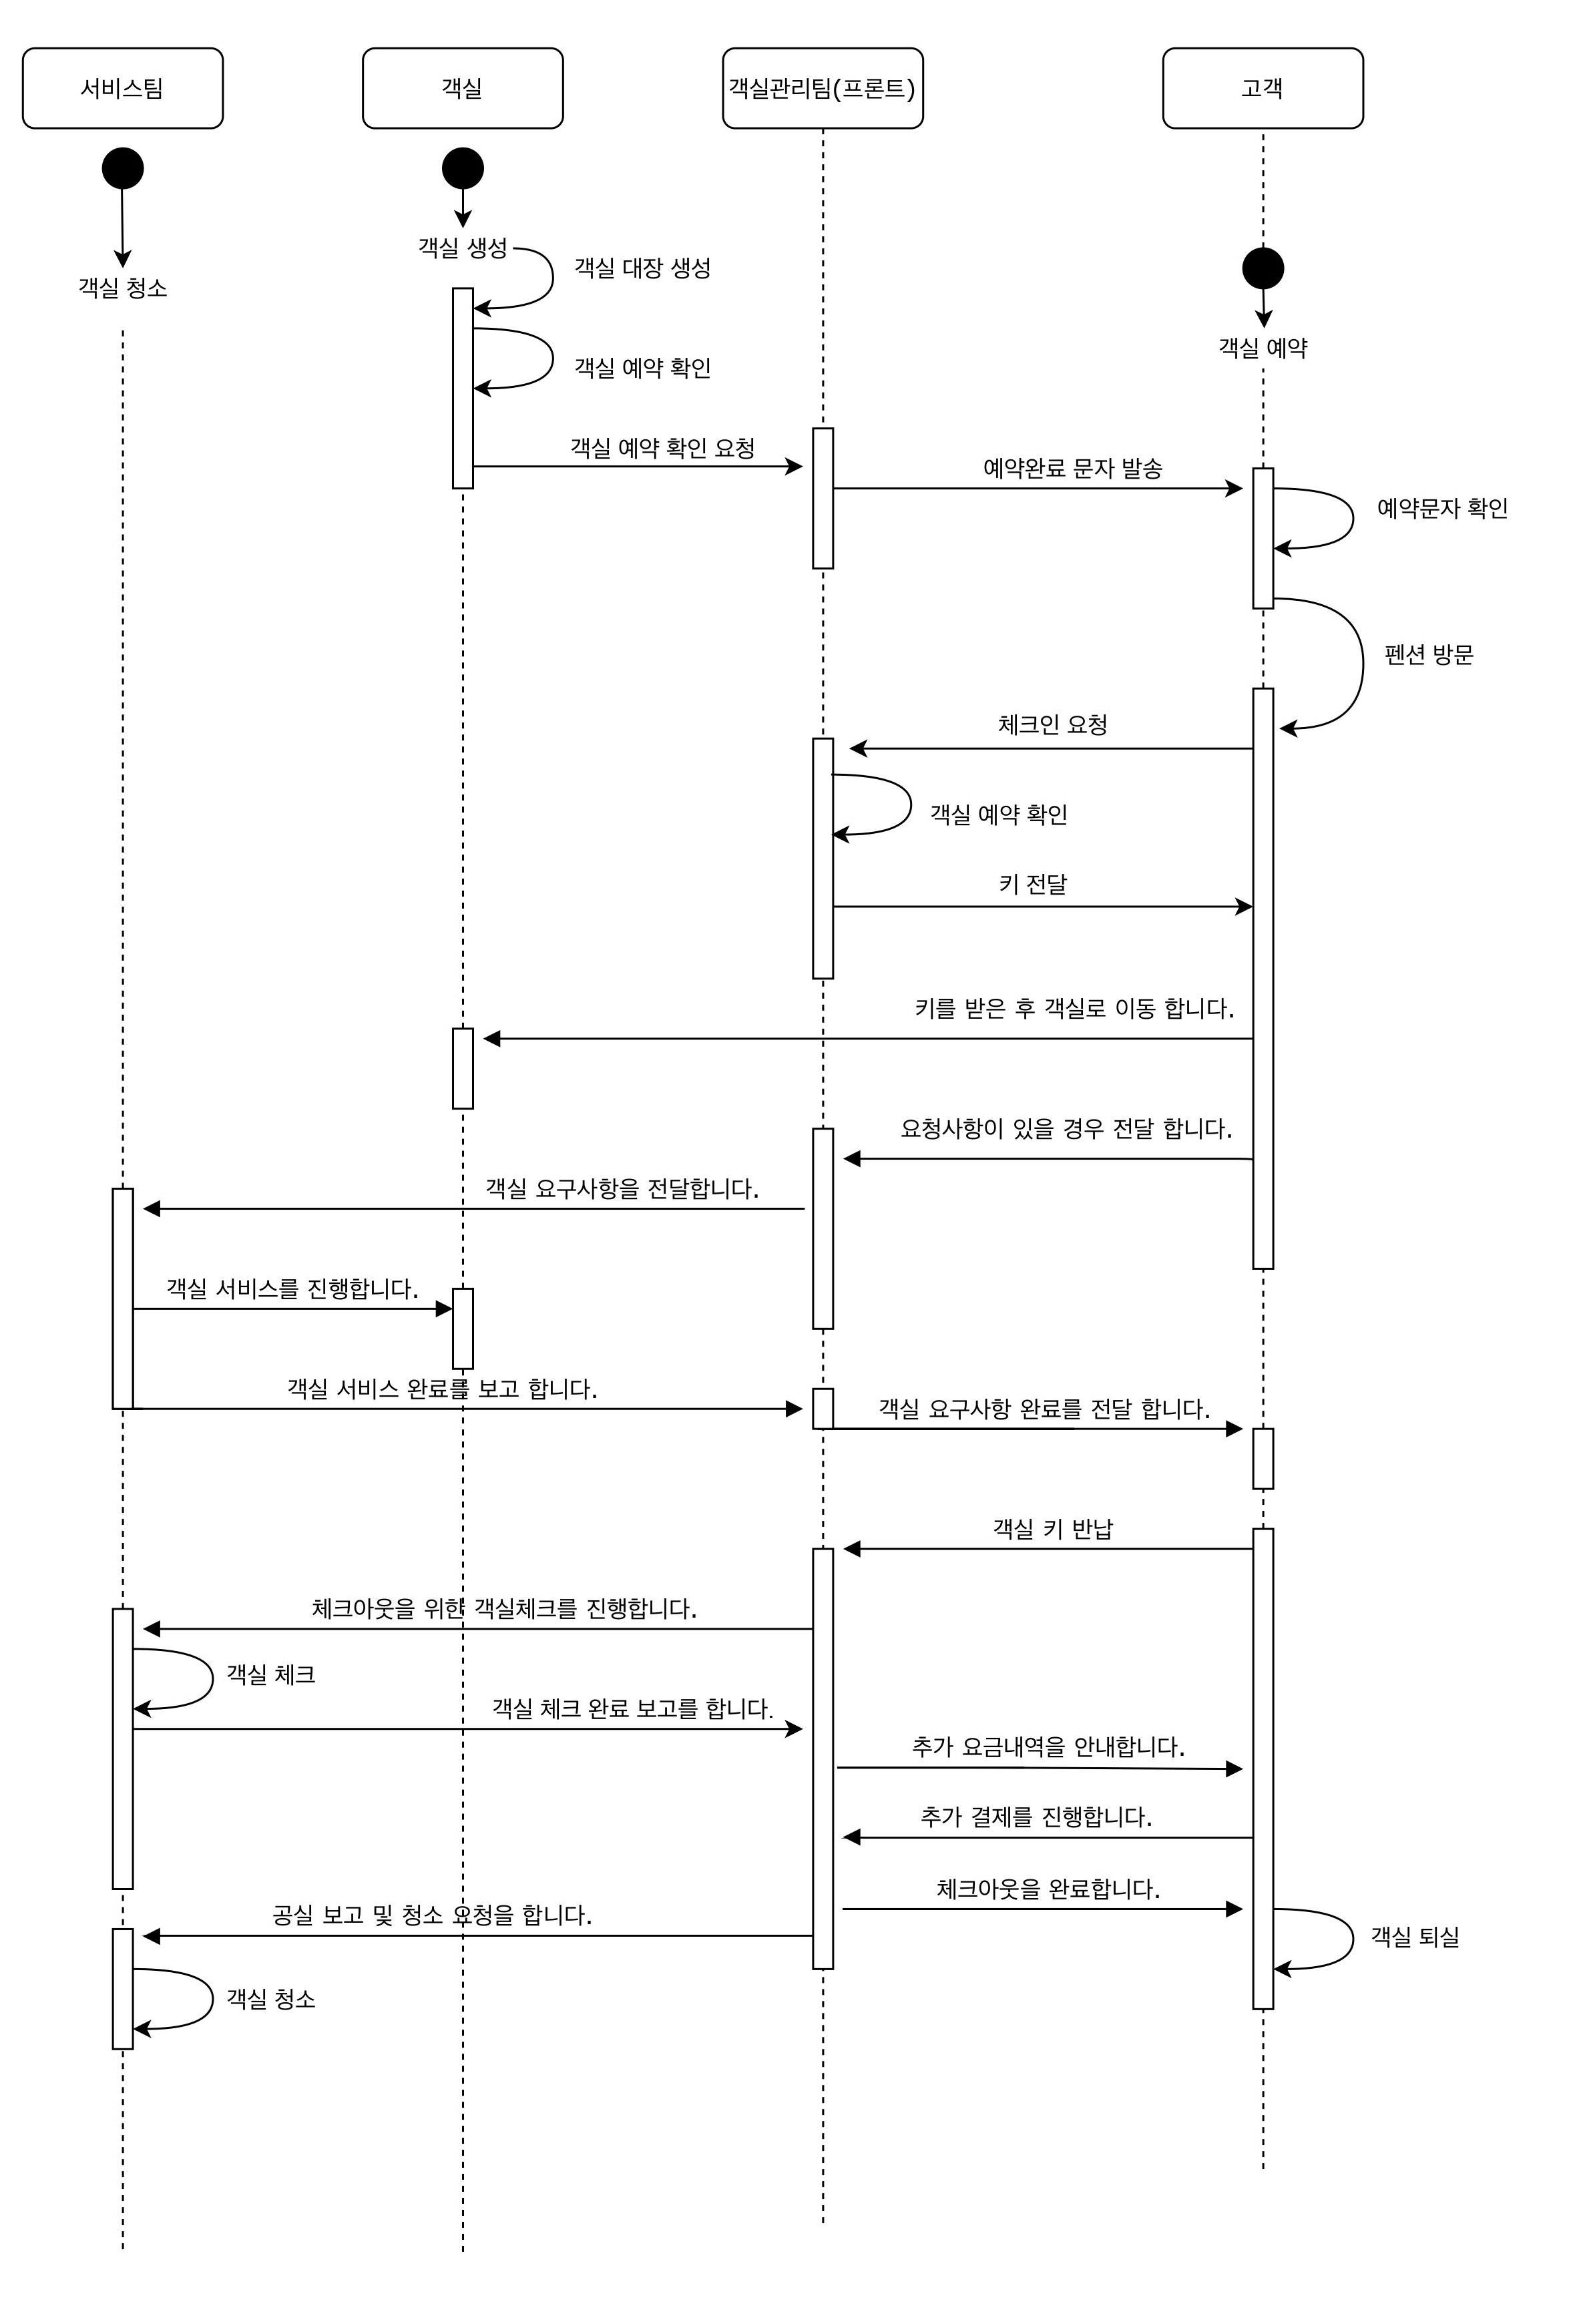 서비스팀
객실
객실관리팀(프론트)
고객
객실 생성
객실 대장 생성
객실 청소
객실 예약
객실 예약 확인
객실 예약 확인 요청
예약완료 문자 발송
예약문자 확인
펜션 방문
체크인 요청
객실 예약 확인
키 전달
키를 받은 후 객실로 이동 합니다.
요청사항이 있을 경우 전달 합니다.
객실 요구사항을 전달합니다.
객실 서비스를 진행합니다.
객실 서비스 완료를 보고 합니다.
객실 요구사항 완료를 전달 합니다.
객실 키 반납
체크아웃을 위한 객실체크를 진행합니다.
객실 체크
객실 체크 완료 보고를 합니다.
추가 요금내역을 안내합니다.
추가 결제를 진행합니다.
체크아웃을 완료합니다.
공실 보고 및 청소 요청을 합니다.
객실 퇴실
객실 청소